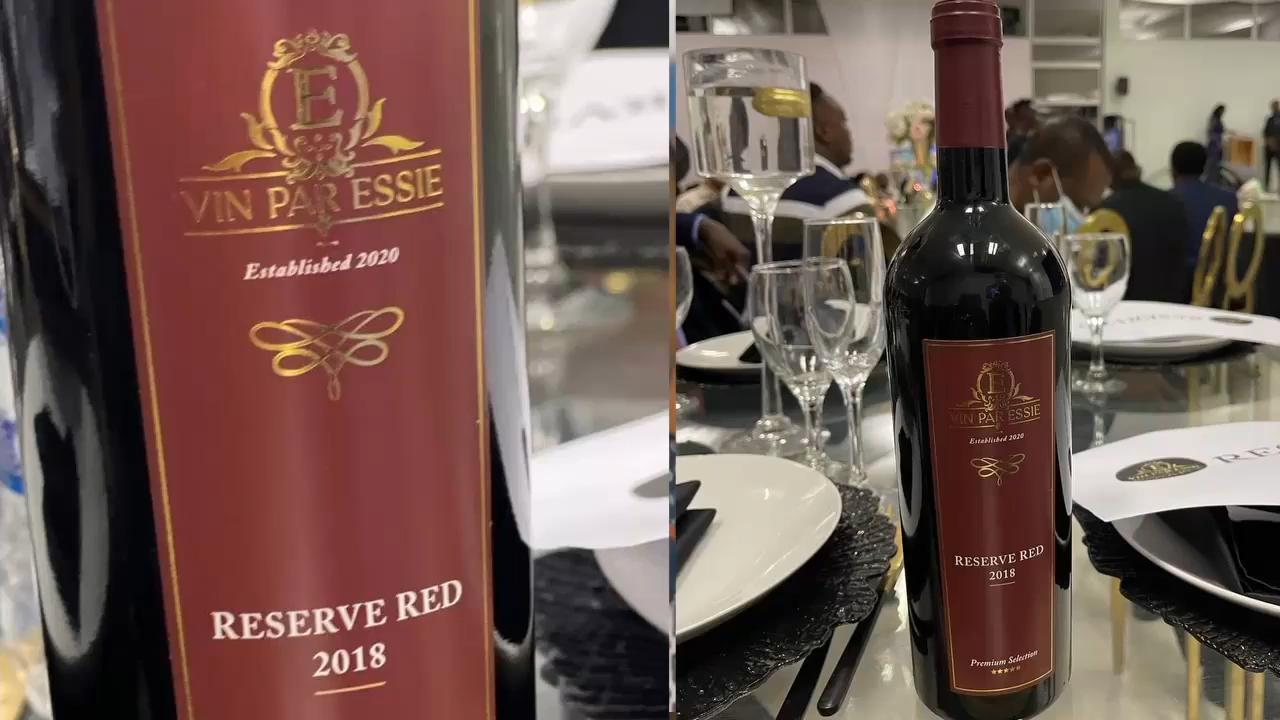 E
VIN PAR ESSIE
Established 2020
RESERVE RED
2018
E
VIN PAR ESSIE
Established 2020
RESERVE RED
2018
Premium Selection